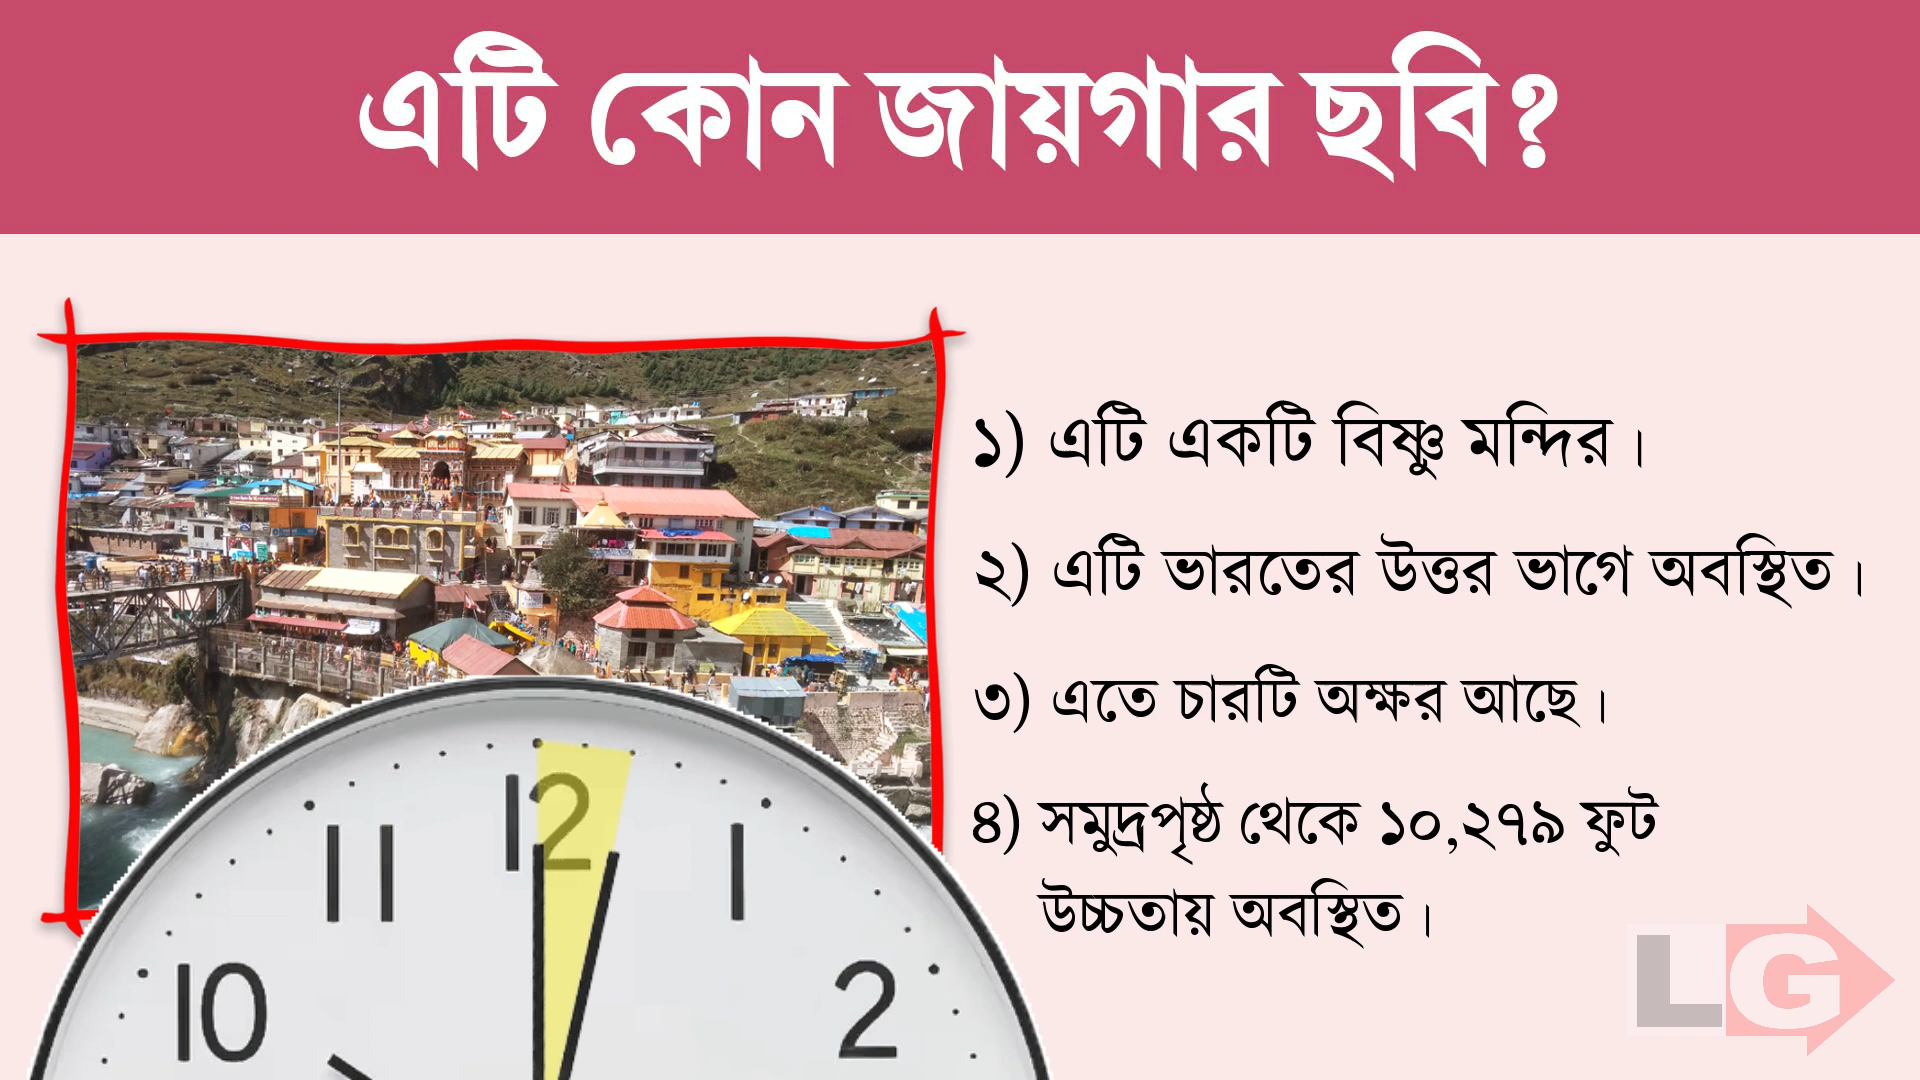 এটি কোন জায়গার ছবি?
১) এটি একটি বিষ্ণু মন্দির।
২) এটি ভারতের উত্তর ভাগে অবস্থিত।
৩) এতে চারটি অক্ষর আছে।
৪) সমুদ্রপৃষ্ঠ থেকে ১০,২৭৯ ফুট
উচ্চতায় অবস্থিত।
12
11
1
10
2
LG